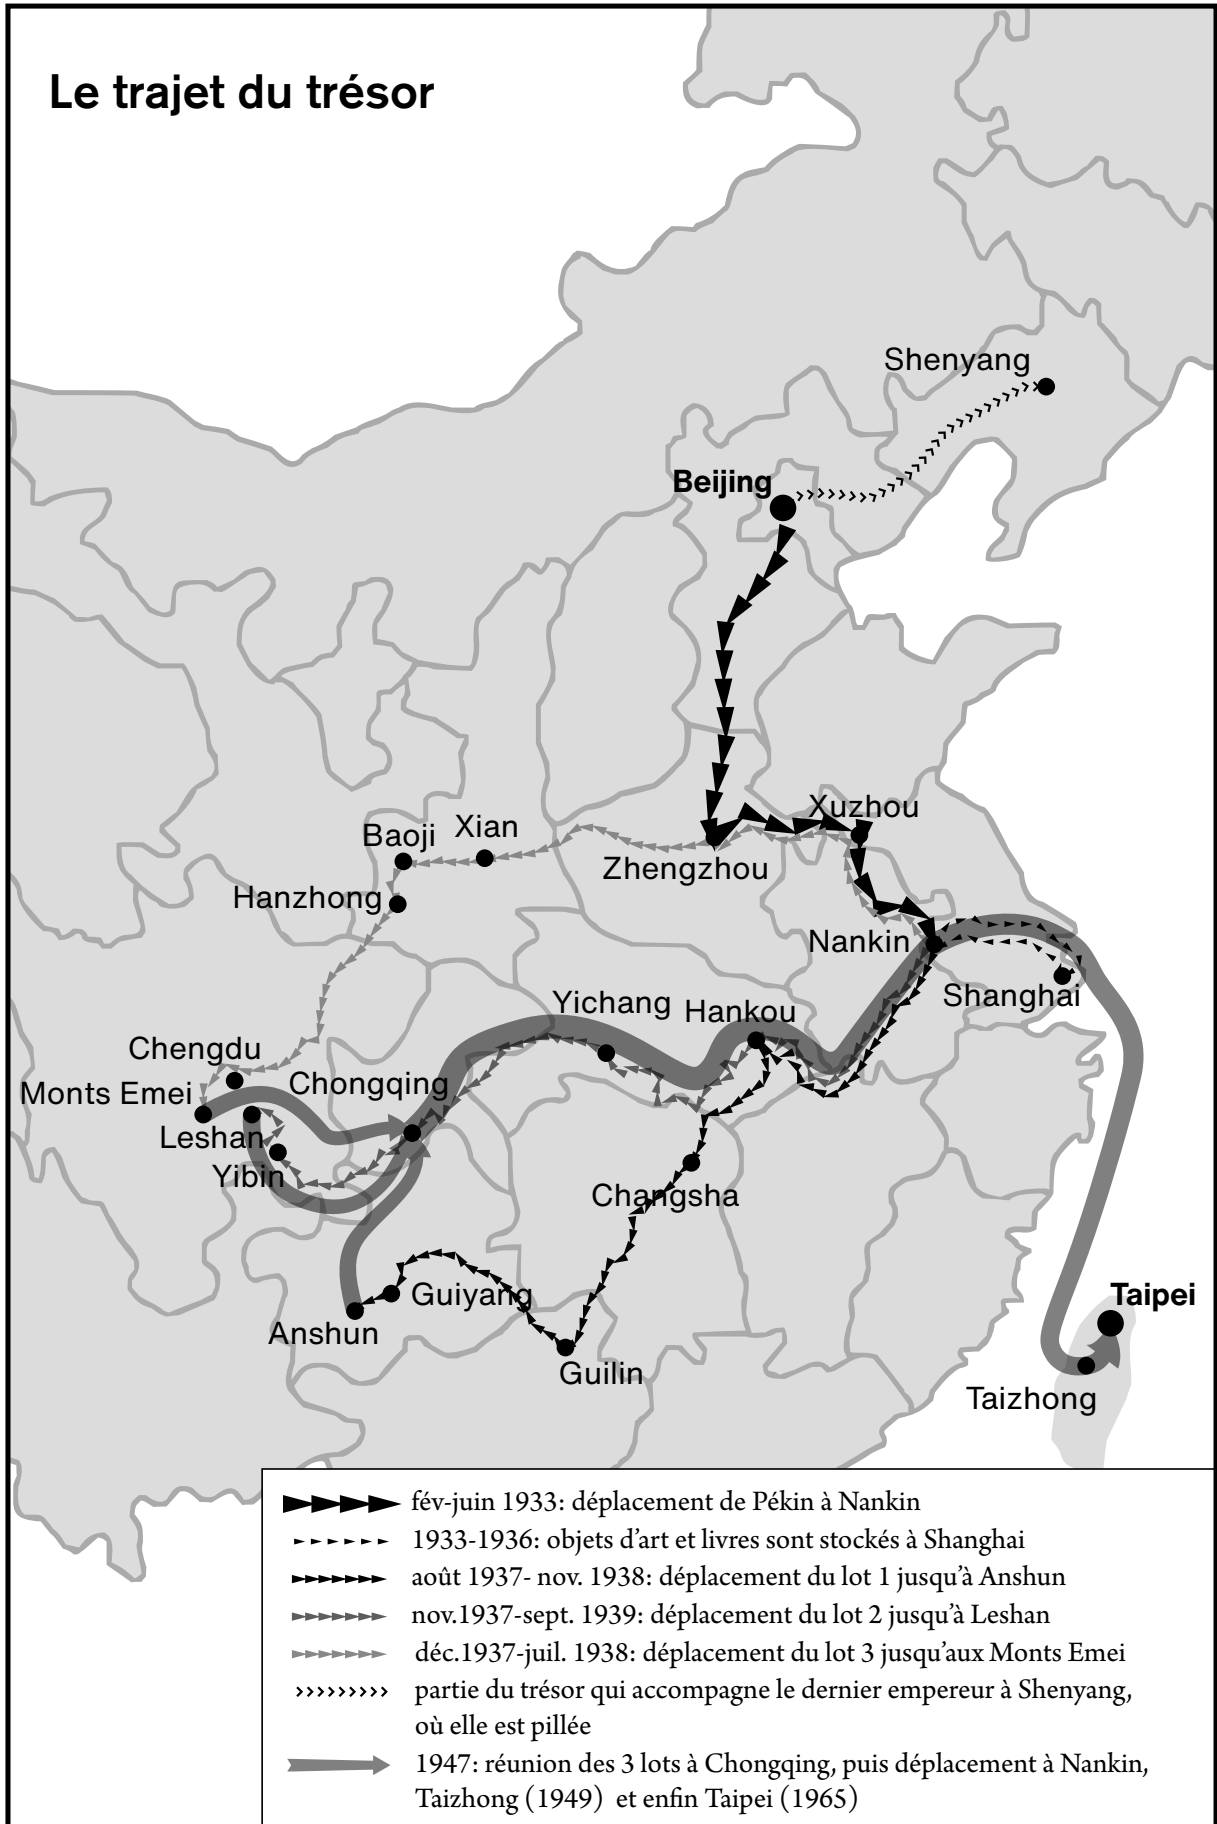 Le trajet du trésor
Shenyang
Beijing
Xuzhou
Baoji
Xian
Zhengzhou
Hanzhong
Nankin
Shanghai
Yichang
Hankou
Chengdu
Chongqing
Monts Emei
Leshan
Yibin
Changsha
Guiyang
Taipei
Anshun
Guilin
Taizhong
fév-juin 1933: déplacement de Pékin à Nankin
1933-1936: objets d'art et livres sont stockés à Shanghai
août 1937- nov. 1938: déplacement du lot 1 jusqu'à Anshun
nov.1937-sept. 1939: déplacement du lot 2 jusqu'à Leshan
déc.1937-juil. 1938: déplacement du lot 3 jusqu'aux Monts Emei
partie du trésor qui accompagne le dernier empereur à Shenyang,
où elle est pillée
1947: réunion des 3 lots à Chongqing, puis déplacement à Nankin,
Taizhong (1949) et enfin Taipei (1965)